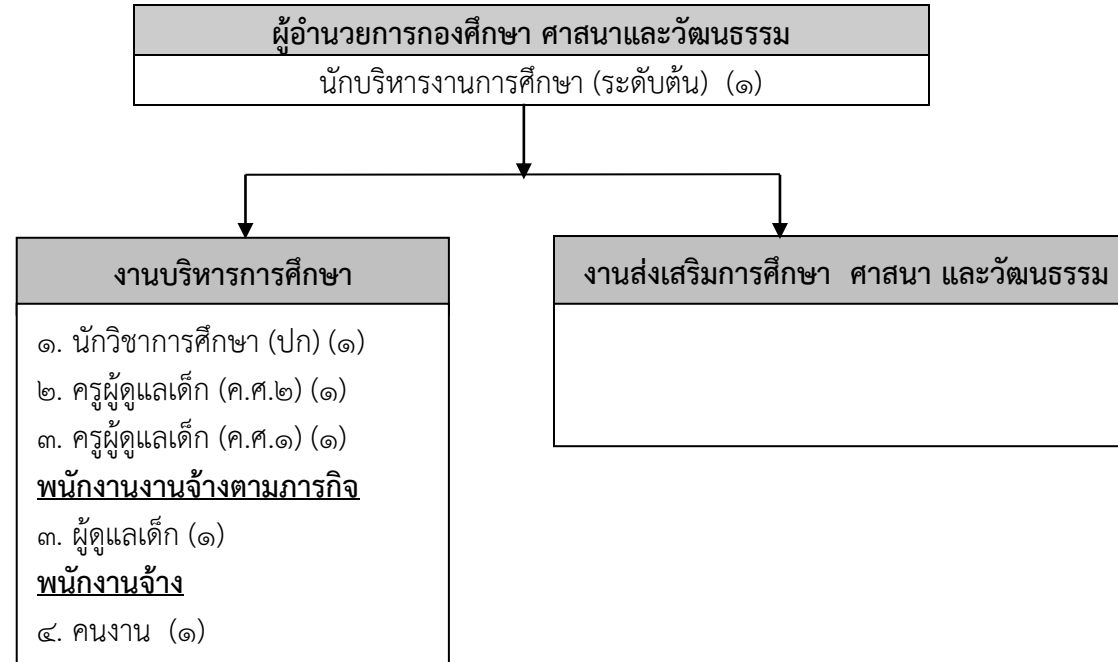 ผู้อำนวยการกองศึกษา ศาสนาและวัฒนธรรม
นักบริหารงานการศึกษา (ระดับต้น) (๑)
งานบริหารการศึกษา
๑. นักวิชาการศึกษา (ปก) (๑)
๒. ครูผู้ดูแลเด็ก (ค.ศ.๒) (๑)
๓. ครูผู้ดูแลเด็ก (ค.ศ.๑) (๑)
พนักงานงานจ้างตามภารกิจ
๓. ผู้ดูแลเด็ก (๑)
พนักงานจ้าง
๔. คนงาน (๑)
งานส่งเสริมการศึกษา ศาสนา และวัฒนธรรม